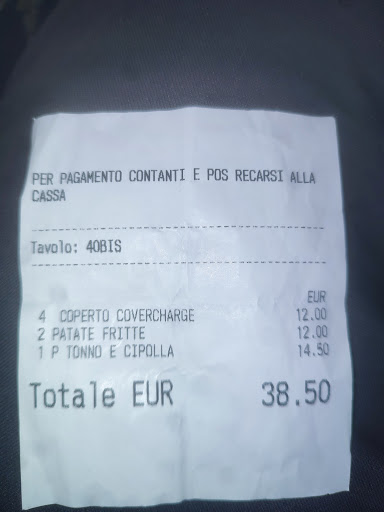 PER PAGAMENTO CONTANTI E POS RECARSI ALLA
CASSA
Tavolo: 40BIS
EUR
4 COPERTO COVERCHARGE 12.00
2 PATATE FRITTE 12.00
1 P TONNO E CIPOLLA 14.50
Totale EUR 38.50